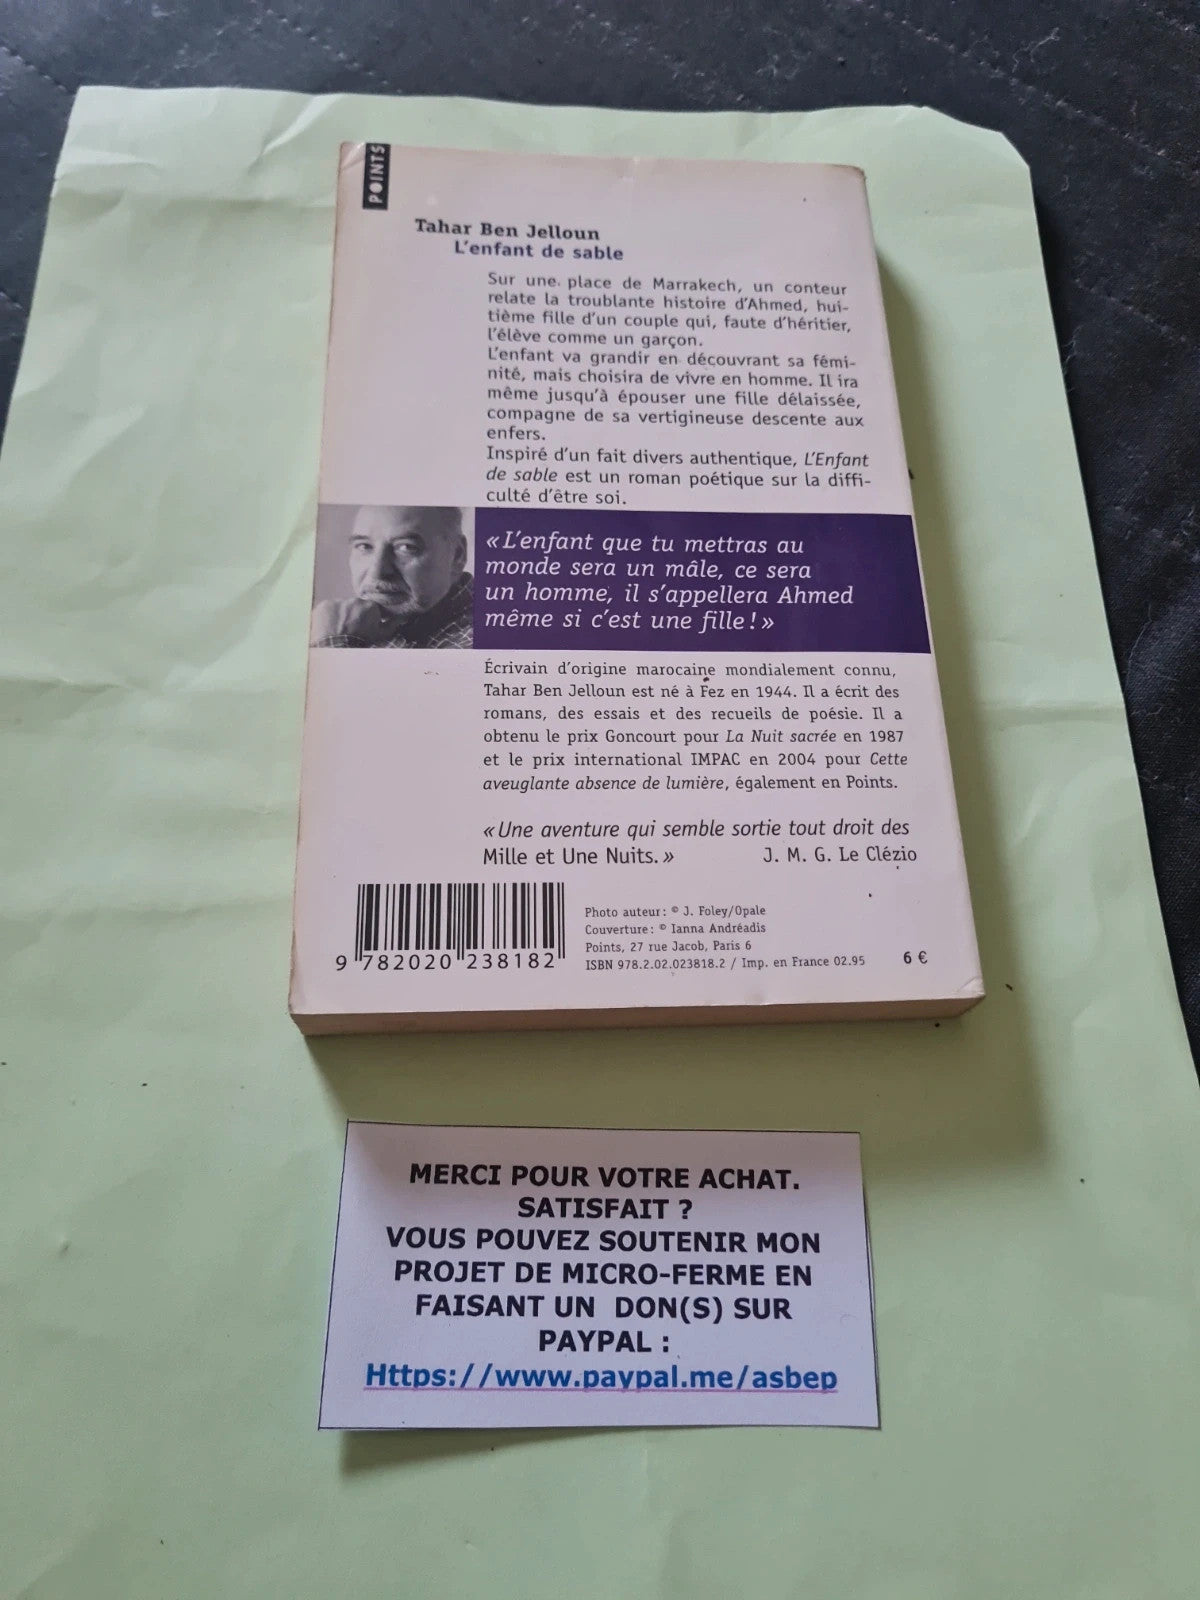 POINTS
Tahar Ben Jelloun
L'enfant de sable
Sur une place de Marrakech, un conteur
relate la troublante histoire d'Ahmed, hui-
tième fille d'un couple qui, faute d'héritier,
l'élève comme un garçon.
L'enfant va grandir en découvrant sa fémi-
nité, mais choisira de vivre en homme. Il ira
même jusqu'à épouser une fille délaissée,
compagne de sa vertigineuse descente aux
enfers.
Inspiré d'un fait divers authentique, L'Enfant
de sable est un roman poétique sur la diffi-
culté d'être soi.
« L'enfant que tu mettras au
monde sera un mâle, ce sera
un homme, il s'appellera Ahmed
même si c'est une fille ! »
Écrivain d'origine marocaine mondialement connu,
Tahar Ben Jelloun est né à Fez en 1944. Il a écrit des
romans, des essais et des recueils de poésie. Il a
obtenu le prix Goncourt pour La Nuit sacrée en 1987
et le prix international IMPAC en 2004 pour Cette
aveuglante absence de lumière, également en Points.
« Une aventure qui semble sortie tout droit des
Mille et Une Nuits. » J. M. G. Le Clézio
Photo auteur : © J. Foley/Opale
Couverture : © Ianna Andréadis
Points, 27 rue Jacob, Paris 6
ISBN 978.2.02.023818.2 / Imp. en France 02.95 6 €
9 782020 238182
MERCI POUR VOTRE ACHAT.
SATISFAIT ?
VOUS POUVEZ SOUTENIR MON
PROJET DE MICRO-FERME EN
FAISANT UN DON(S) SUR
PAYPAL :
Https://www.paypal.me/asbep